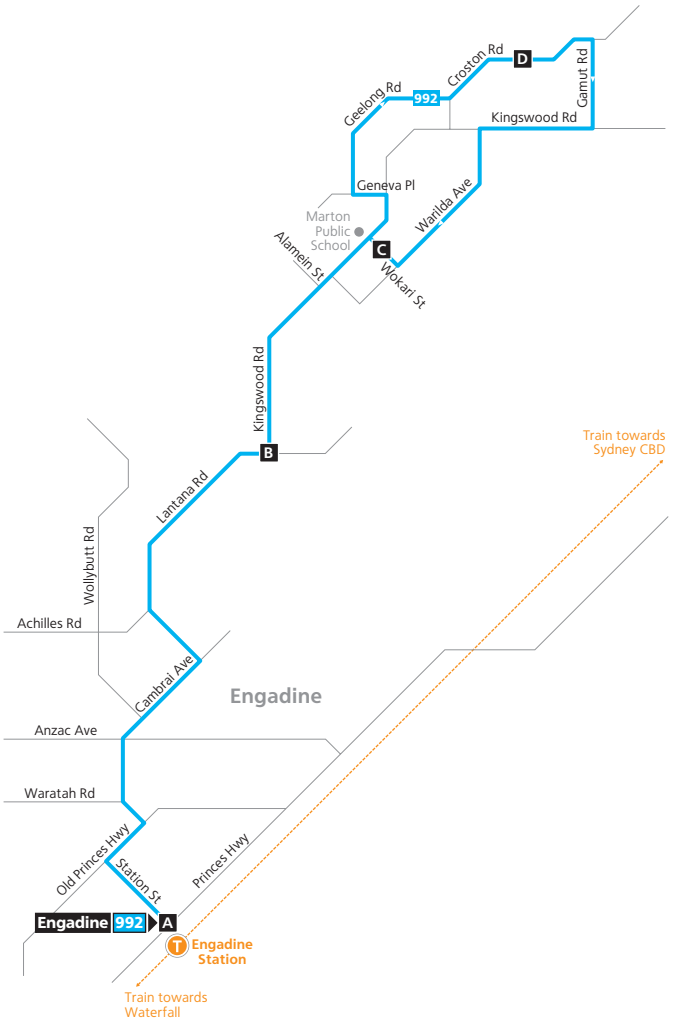 Croston Rd
D
Gamut Rd
Geelong Rd
992
Kingswood Rd
Geneva Pl
Warilda Ave
Marton
Public
School
C
Alamein St
Wokari St
Kingswood Rd
B
Train towards
Sydney CBD
Lantana Rd
Wollybutt Rd
Achilles Rd
Cambrai Ave
Engadine
Anzac Ave
Waratah Rd
Old Princes Hwy
Princes Hwy
Station St
Engadine 992
A
T
Engadine
Station
Train towards
Waterfall